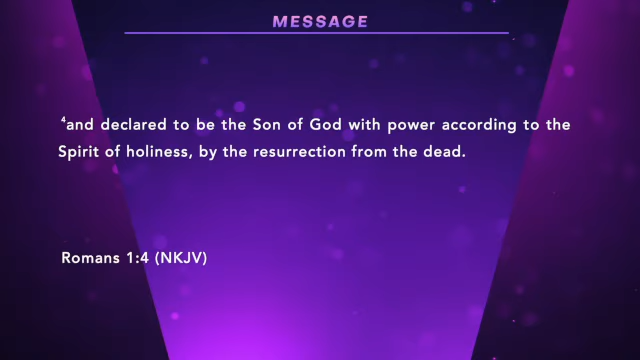 MESSAGE
⁴and declared to be the Son of God with power according to the
Spirit of holiness, by the resurrection from the dead.
Romans 1:4 (NKJV)